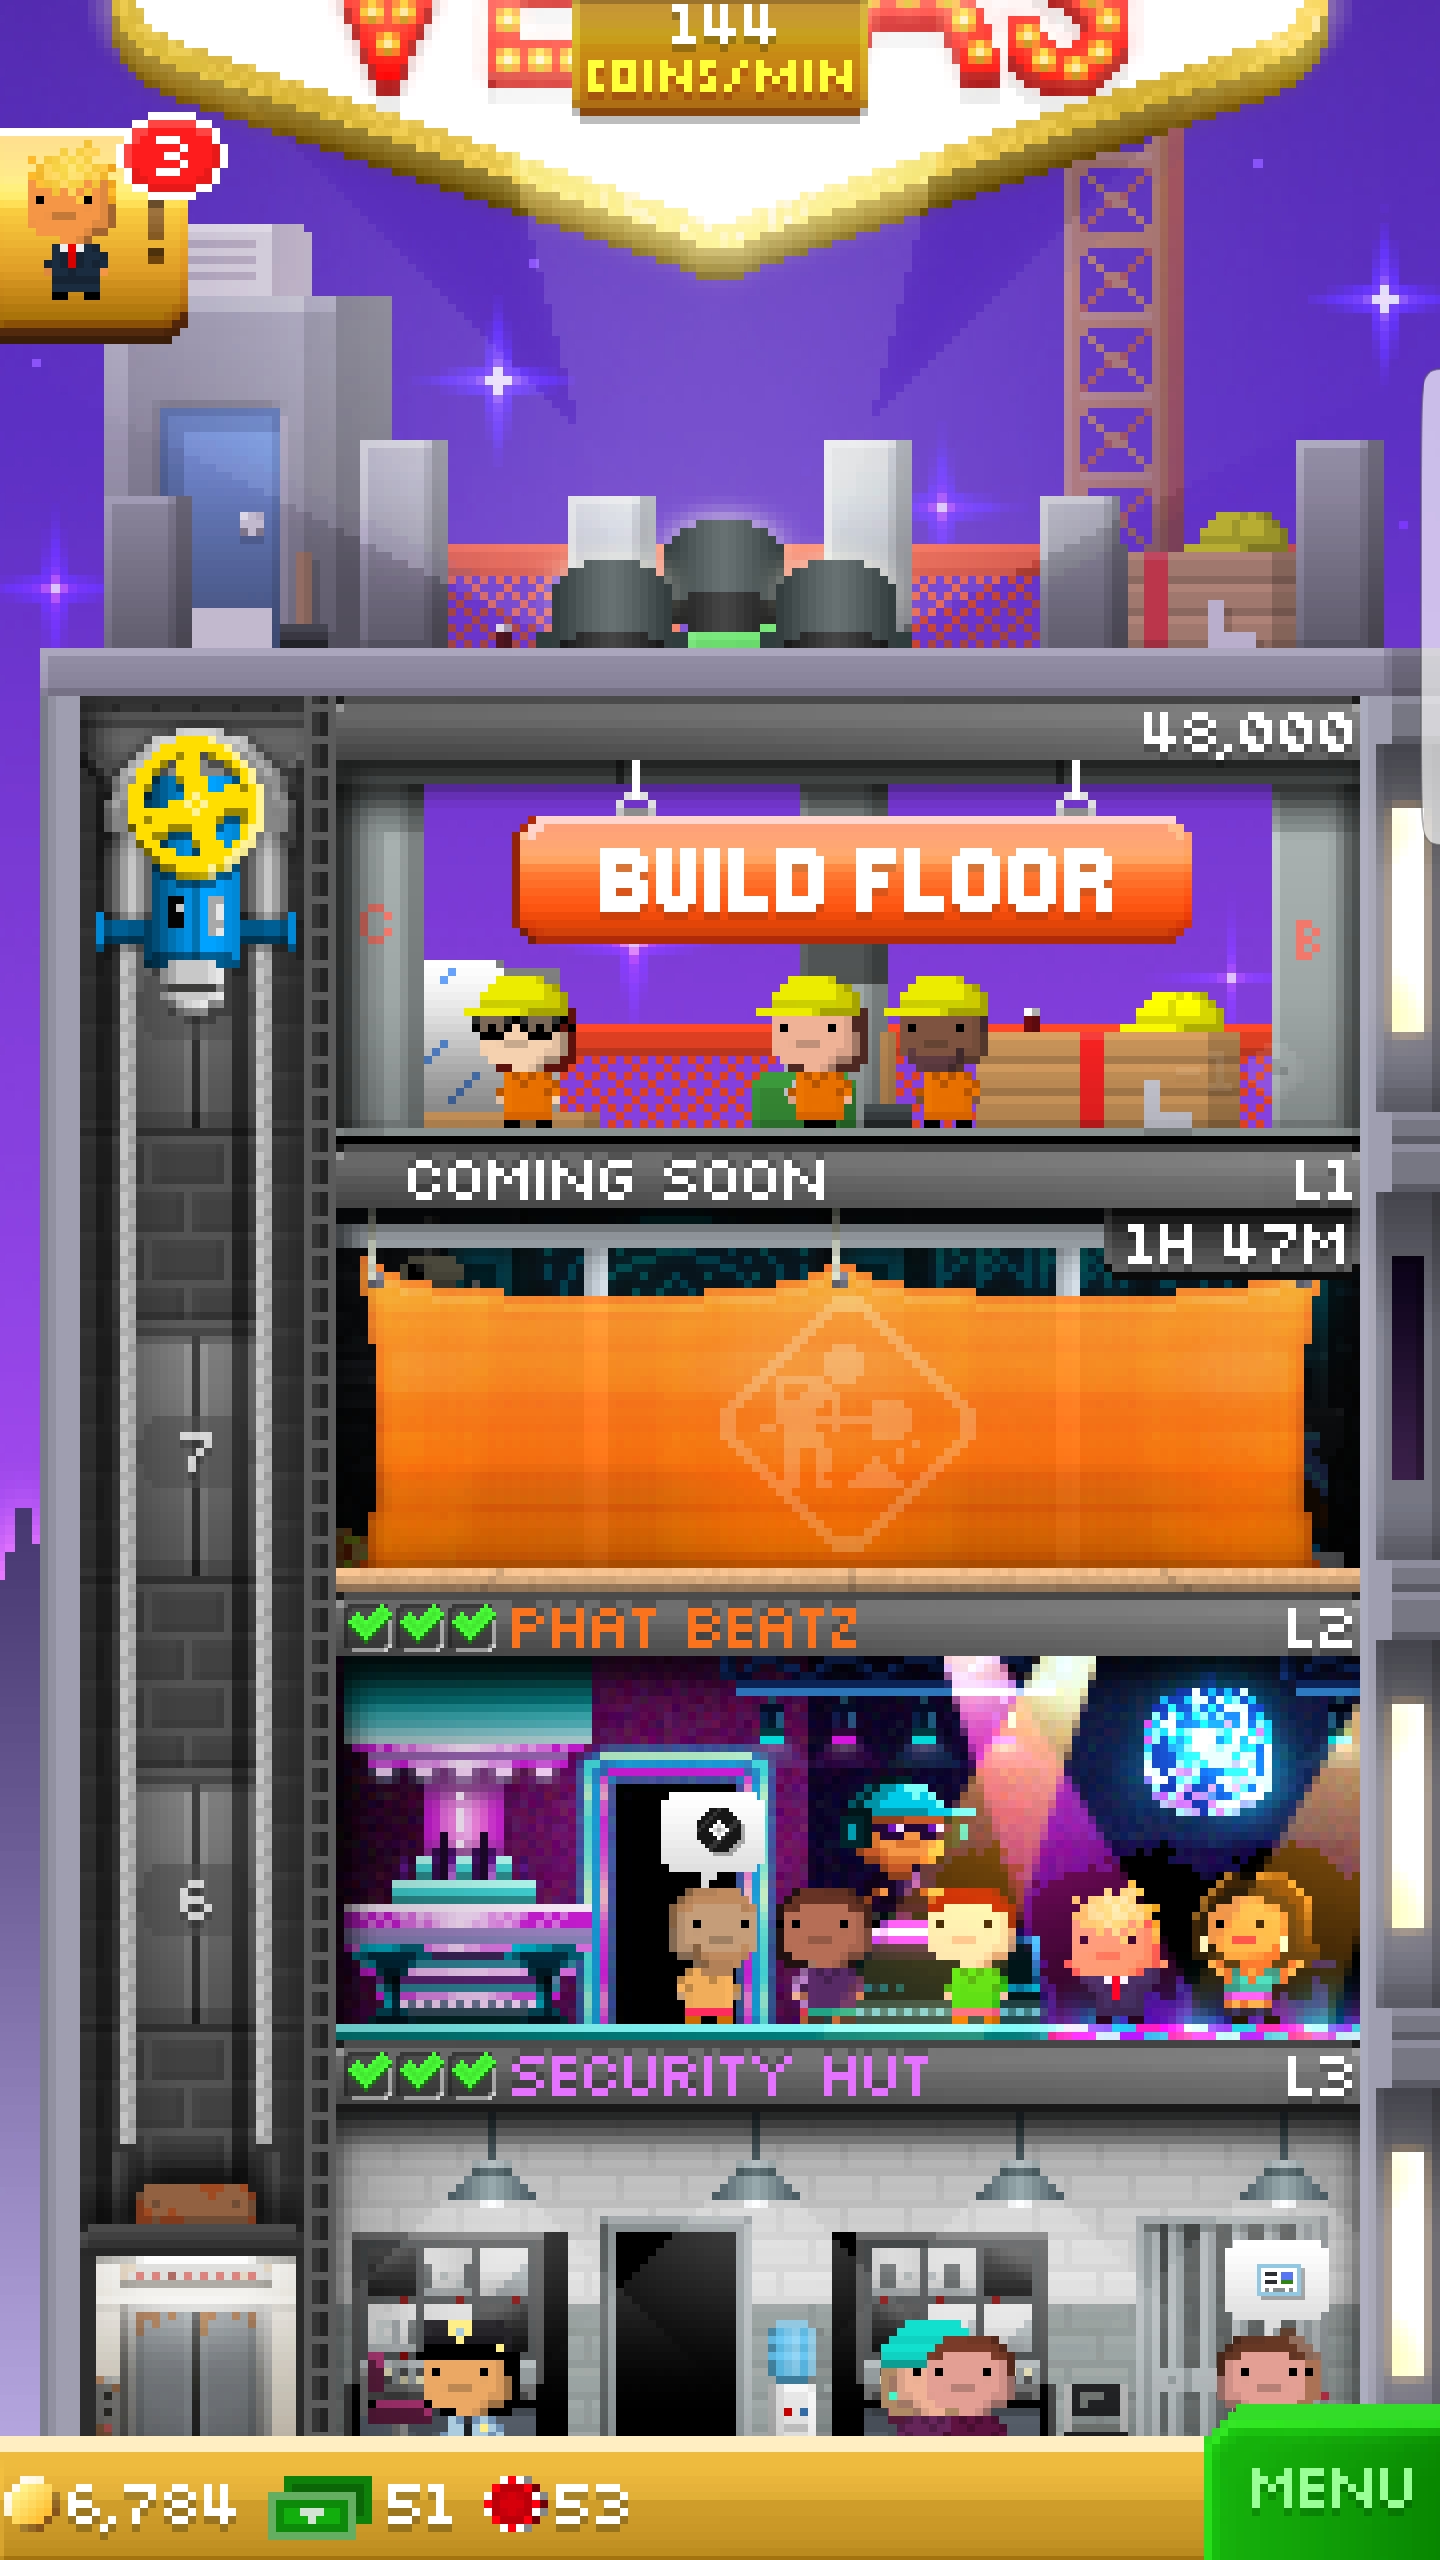 144
COINS/MIN
3
!
48,000
BUILD FLOOR
C
B
COMING SOON
L1
1H 47M
7
PHAT BEATZ
L2
6
SECURITY HUT
L3
6,784
51
53
MENU